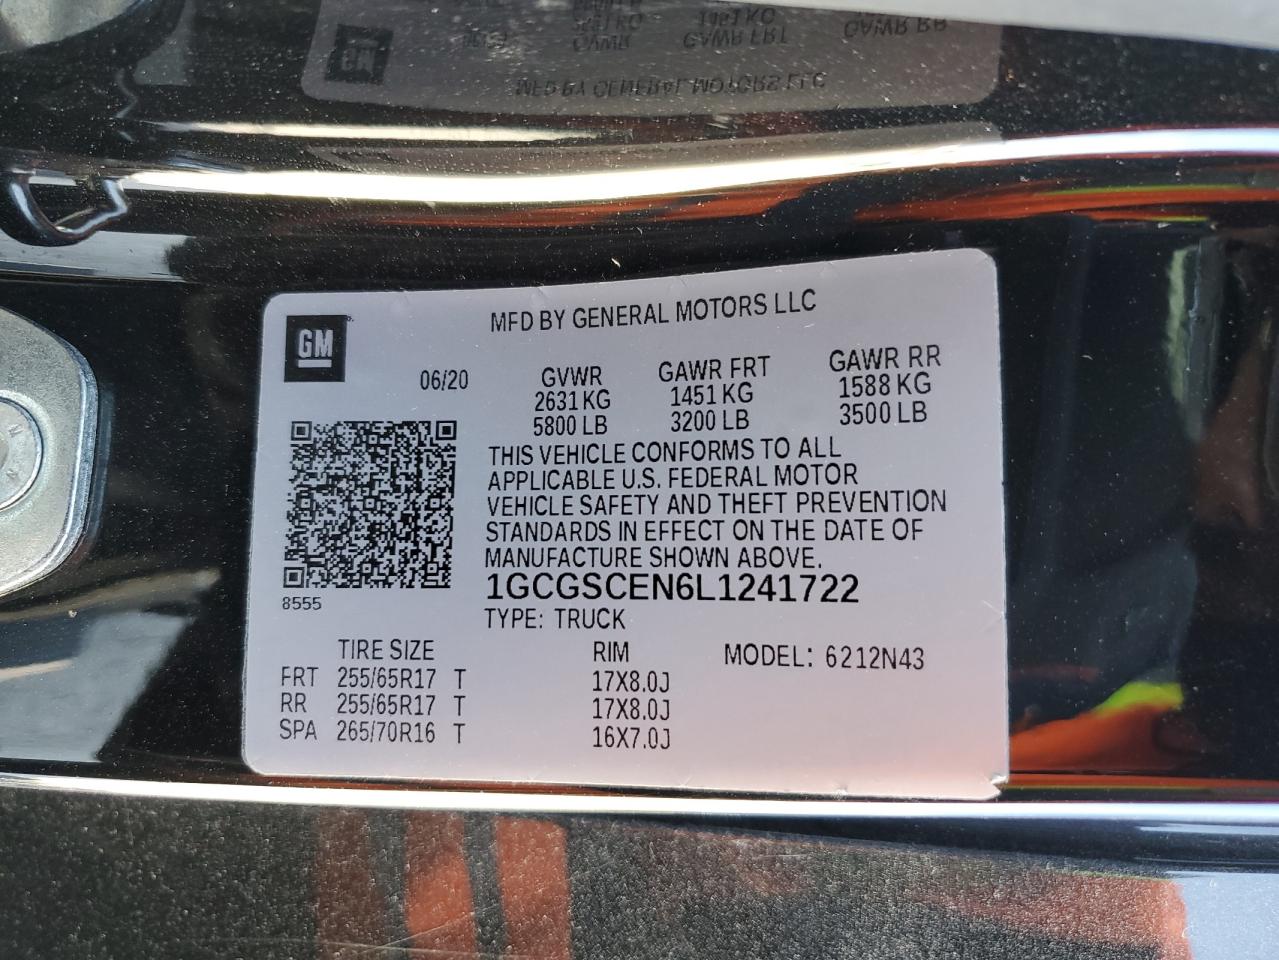 MFD BY GENERAL MOTORS LLC
GM
06/20
GVWR GAWR FRT GAWR RR
2631 KG 1451 KG 1588 KG
5800 LB 3200 LB 3500 LB
THIS VEHICLE CONFORMS TO ALL
APPLICABLE U.S. FEDERAL MOTOR
VEHICLE SAFETY AND THEFT PREVENTION
STANDARDS IN EFFECT ON THE DATE OF
MANUFACTURE SHOWN ABOVE.
1GCGSCEN6L1241722
8555
TYPE: TRUCK
TIRE SIZE RIM MODEL: 6212N43
FRT 255/65R17 T 17X8.0J
RR 255/65R17 T 17X8.0J
SPA 265/70R16 T 16X7.0J